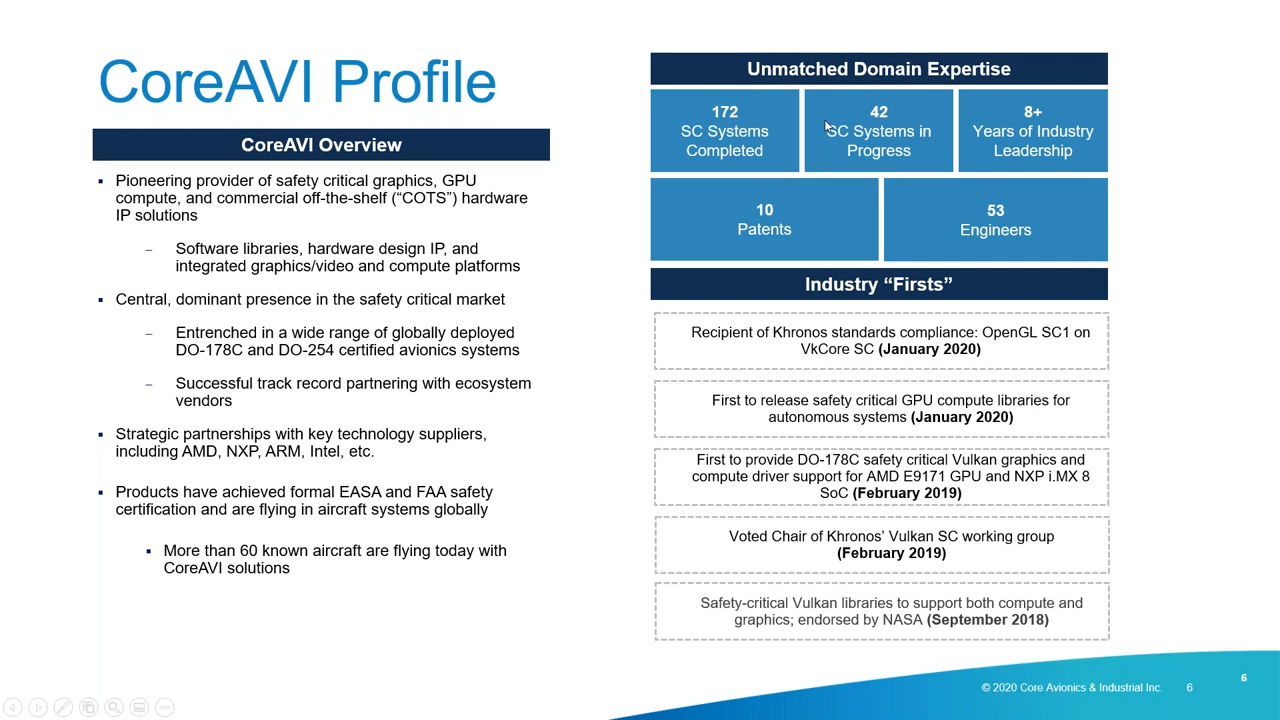 CoreAVI Profile
CoreAVI Overview
▪ Pioneering provider of safety critical graphics, GPU
compute, and commercial off-the-shelf (“COTS”) hardware
IP solutions
– Software libraries, hardware design IP, and
integrated graphics/video and compute platforms
▪ Central, dominant presence in the safety critical market
– Entrenched in a wide range of globally deployed
DO-178C and DO-254 certified avionics systems
– Successful track record partnering with ecosystem
vendors
▪ Strategic partnerships with key technology suppliers,
including AMD, NXP, ARM, Intel, etc.
▪ Products have achieved formal EASA and FAA safety
certification and are flying in aircraft systems globally
▪ More than 60 known aircraft are flying today with
CoreAVI solutions
Unmatched Domain Expertise
172
SC Systems
Completed
42
SC Systems in
Progress
8+
Years of Industry
Leadership
10
Patents
53
Engineers
Industry “Firsts”
Recipient of Khronos standards compliance: OpenGL SC1 on
VkCore SC (January 2020)
First to release safety critical GPU compute libraries for
autonomous systems (January 2020)
First to provide DO-178C safety critical Vulkan graphics and
compute driver support for AMD E9171 GPU and NXP i.MX 8
SoC (February 2019)
Voted Chair of Khronos’ Vulkan SC working group
(February 2019)
Safety-critical Vulkan libraries to support both compute and
graphics; endorsed by NASA (September 2018)
© 2020 Core Avionics & Industrial Inc.
6
6